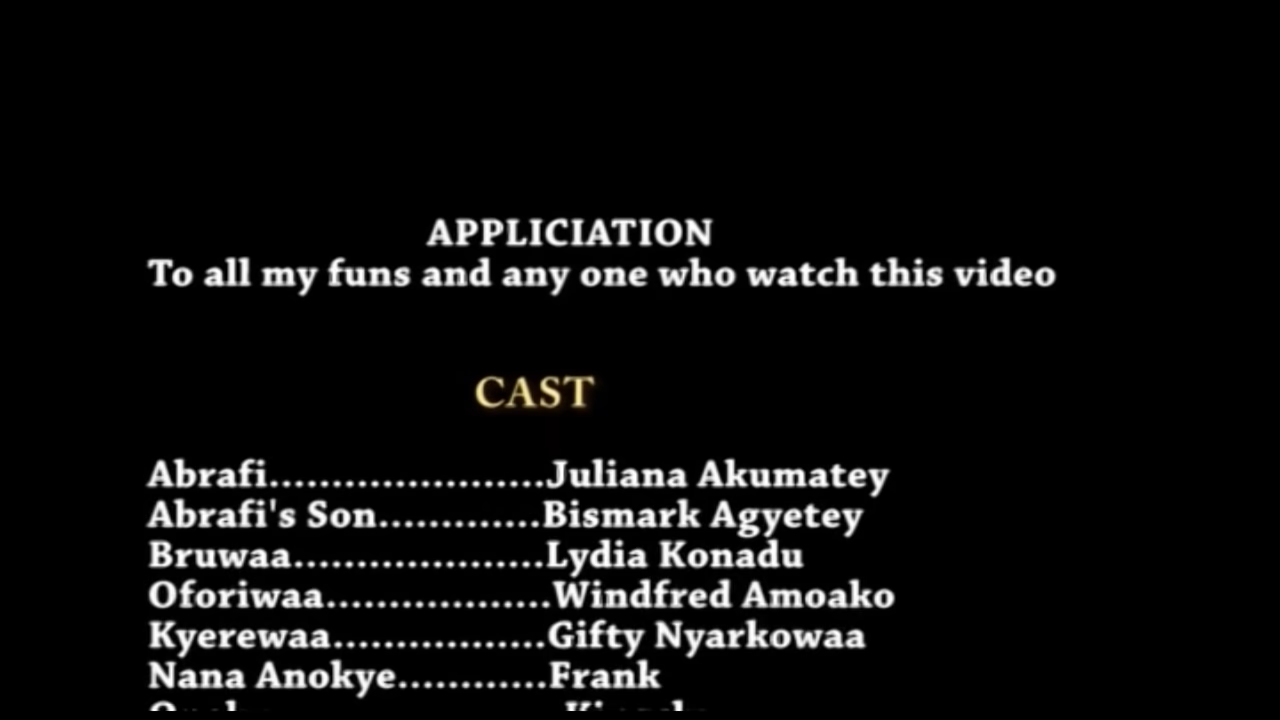 APPLICIATION
To all my funs and any one who watch this video
CAST
Abrafi......................Juliana Akumatey
Abrafi's Son.............Bismark Agyetey
Bruwaa....................Lydia Konadu
Oforiwaa..................Windfred Amoako
Kyerewaa.................Gifty Nyarkowaa
Nana Anokye............Frank